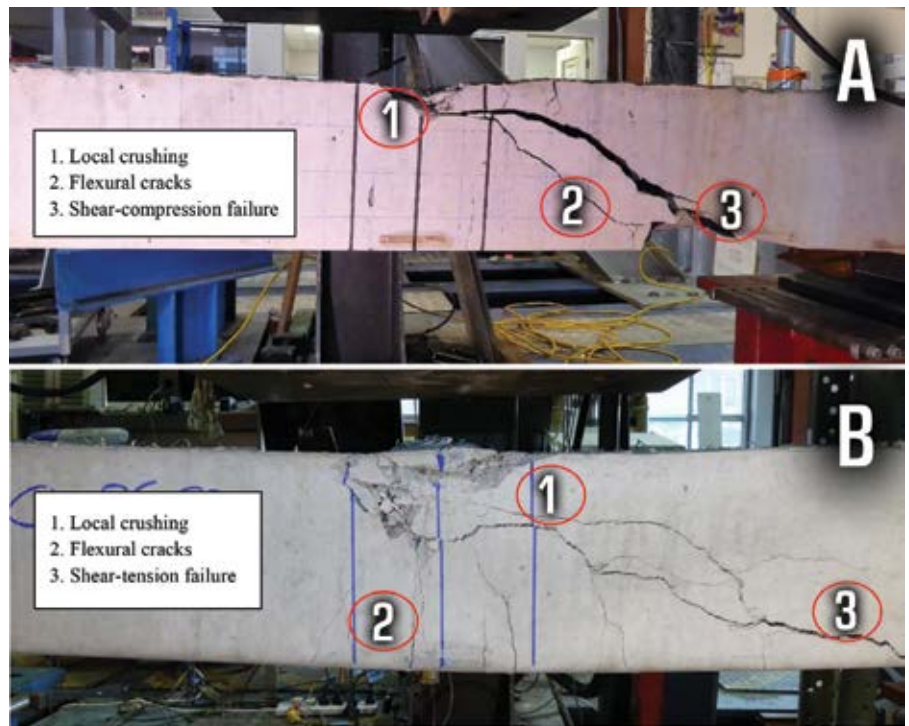 A
1
1. Local crushing
2. Flexural cracks
3. Shear-compression failure
2
3
B
1
1. Local crushing
2. Flexural cracks
3. Shear-tension failure
2
3